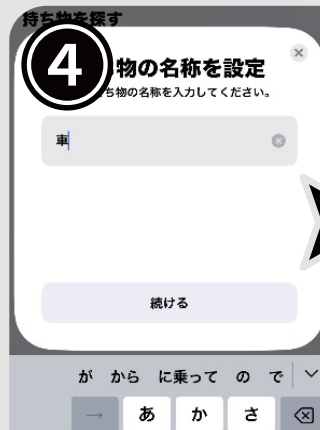 持ち物を探す
4
物の名称を設定
ち物の名称を入力してください。
車
続ける
が から に乗って の で
→ あ か さ